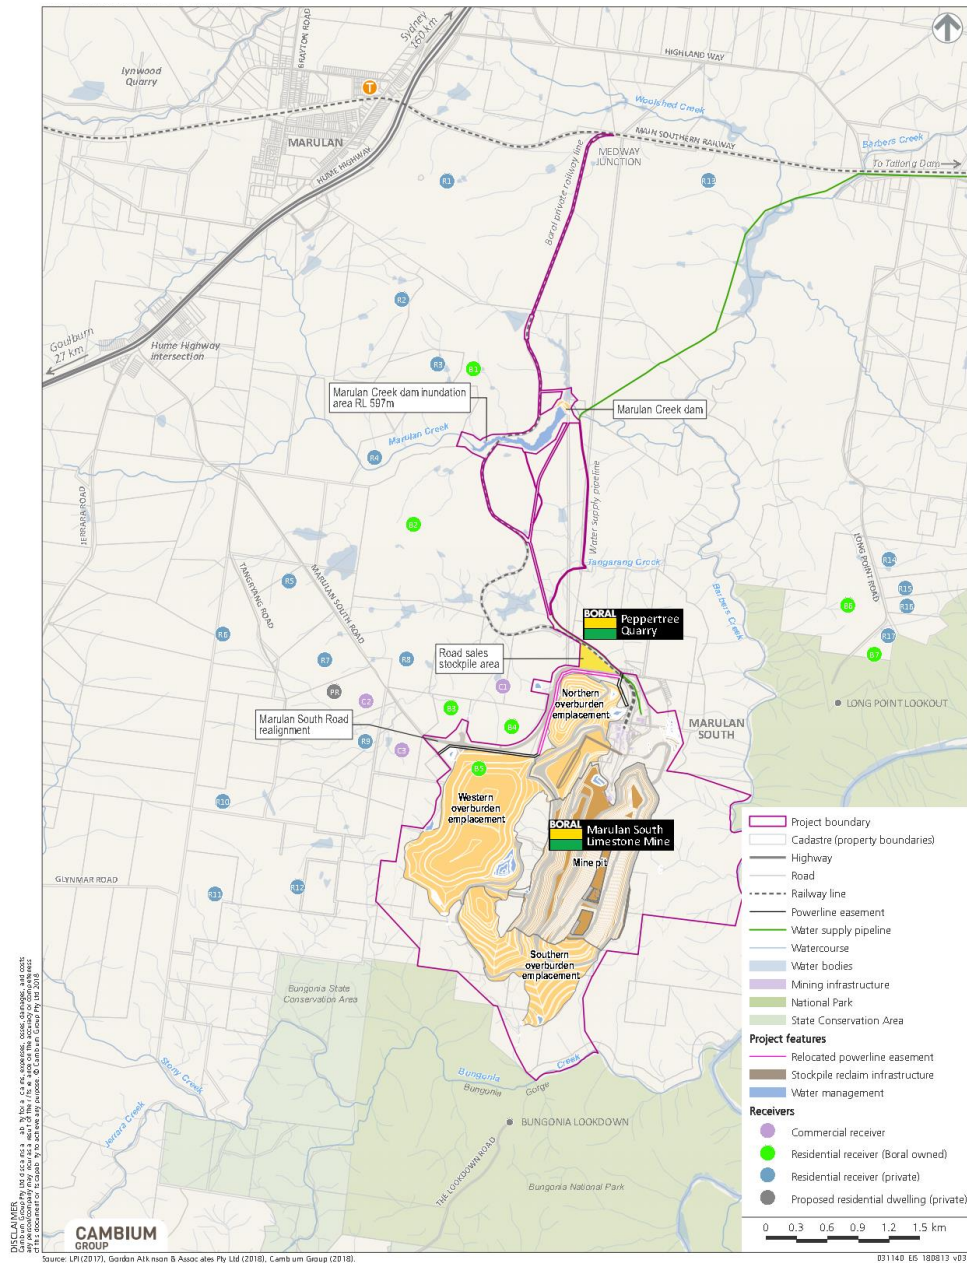 BRAYTON ROAD
Sydney
160 km
HIGHLAND WAY
Lynwood
Quarry
T
Woolshed Creek
MARULAN
MAIN SOUTHERN RAILWAY
Barbers Creek
MEDWAY
JUNCTION
To Tallong Dam
HUME HIGHWAY
R1
R13
Boral private railway line
R2
Goulburn
27 km
Hume Highway
intersection
R3
B1
Marulan Creek dam inundation
area RL 597m
Marulan Creek dam
Marulan Creek
R4
Water supply pipeline
JERRARA ROAD
B2
TANGRYANG ROAD
MARULAN SOUTH ROAD
Tangarang Creek
Barbers Creek
LONG POINT ROAD
R14
R5
R15
R16
B6
R6
R17
B7
BORAL
Peppertree
Quarry
Road sales
stockpile area
R7
R8
PR
C1
C2
Northern
overburden
emplacement
LONG POINT LOOKOUT
B3
B4
Marulan South Road
realignment
MARULAN
SOUTH
R9
C3
B5
R10
Western
overburden
emplacement
BORAL
Marulan South
Limestone Mine
Mine pit
GLYNMAR ROAD
R11
R12
Southern
overburden
emplacement
Bungonia State
Conservation Area
Stony Creek
Bungonia
Creek
Bungonia
Gorge
Jerrara Creek
BUNGONIA LOOKDOWN
THE LOOKDOWN ROAD
Bungonia National Park
Project boundary
Cadastre (property boundaries)
Highway
Road
Railway line
Powerline easement
Water supply pipeline
Watercourse
Water bodies
Mining infrastructure
National Park
State Conservation Area
Project features
Relocated powerline easement
Stockpile reclaim infrastructure
Water management
Receivers
Commercial receiver
Residential receiver (Boral owned)
Residential receiver (private)
Proposed residential dwelling (private)
0 0.3 0.6 0.9 1.2 1.5 km
CAMBIUM
GROUP
DISCLAIMER
Source: LPI (2017), Gordon Atkinson & Associates Pty Ltd (2018), Cambium Group (2018).
031140_EIS_180813_v03